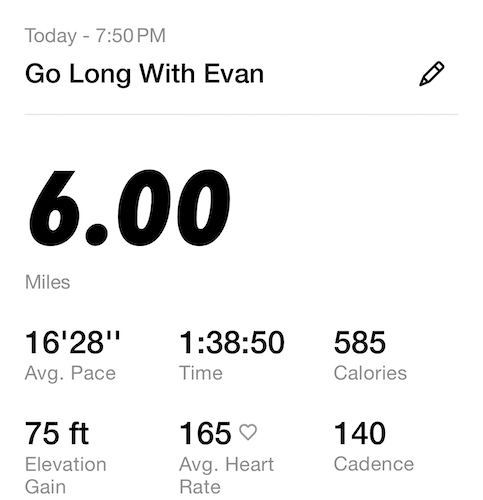 Today - 7:50 PM
Go Long With Evan
6.00
Miles
16'28'' 1:38:50 585
Avg. Pace Time Calories
75 ft 165 140
Elevation Gain Avg. Heart Rate Cadence